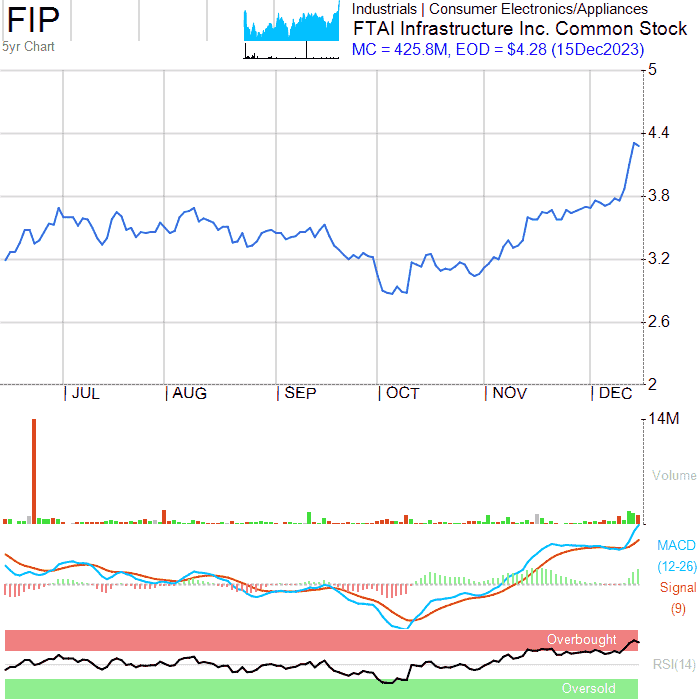 FIP
5yr Chart
Industrials | Consumer Electronics/Appliances
FTAI Infrastructure Inc. Common Stock
MC = 425.8M, EOD = $4.28 (15Dec2023)
5
4.4
3.8
3.2
2.6
2
JUL AUG SEP OCT NOV DEC
14M
Volume
MACD
(12-26)
Signal
(9)
Overbought
RSI(14)
Oversold